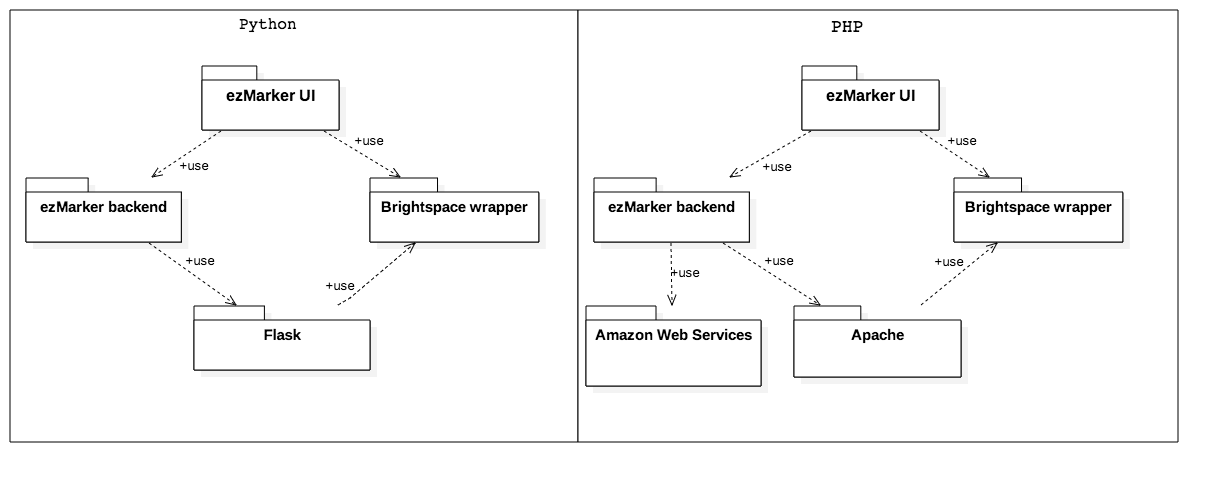 Python
ezMarker UI
+use
+use
ezMarker backend
Brightspace wrapper
+use
+use
Flask
PHP
ezMarker UI
+use
+use
ezMarker backend
Brightspace wrapper
+use
+use
+use
Amazon Web Services
Apache